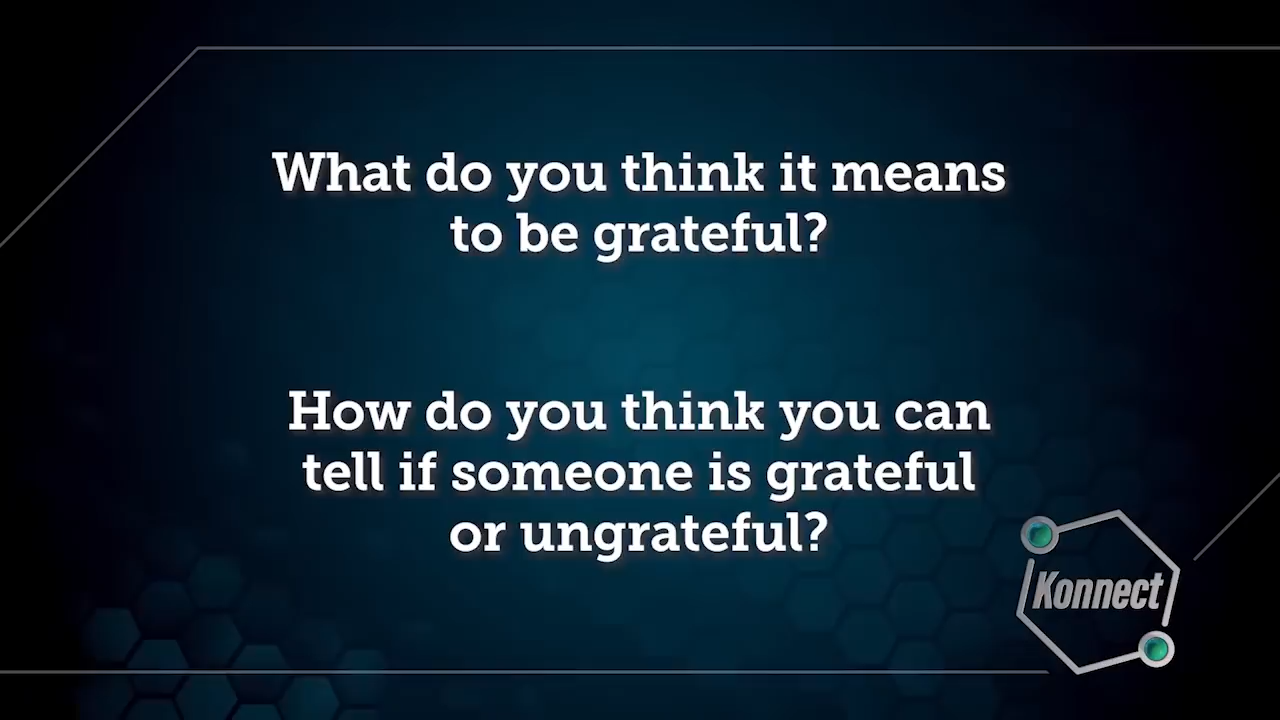 What do you think it means
to be grateful?
How do you think you can
tell if someone is grateful
or ungrateful?
Konnect